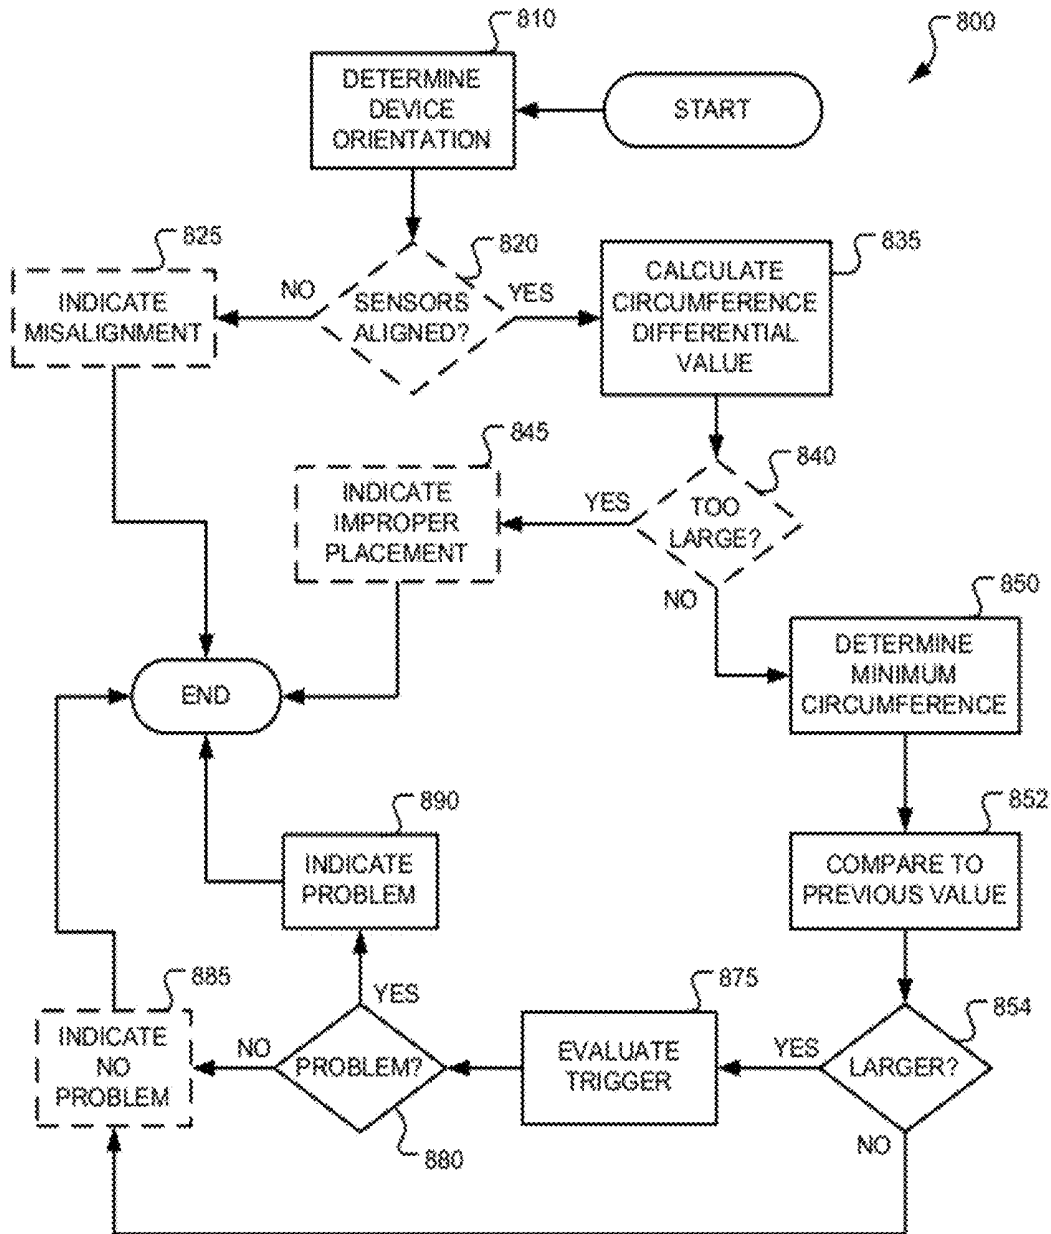 810
800
DETERMINE
DEVICE
ORIENTATION
START
825
820
835
NO
YES
INDICATE
MISALIGNMENT
SENSORS
ALIGNED?
CALCULATE
CIRCUMFERENCE
DIFFERENTIAL
VALUE
845
840
INDICATE
IMPROPER
PLACEMENT
YES
TOO
LARGE?
NO
850
DETERMINE
MINIMUM
CIRCUMFERENCE
END
890
852
INDICATE
PROBLEM
COMPARE TO
PREVIOUS VALUE
885
YES
875
854
INDICATE
NO
PROBLEM
NO
PROBLEM?
EVALUATE
TRIGGER
YES
LARGER?
880
NO